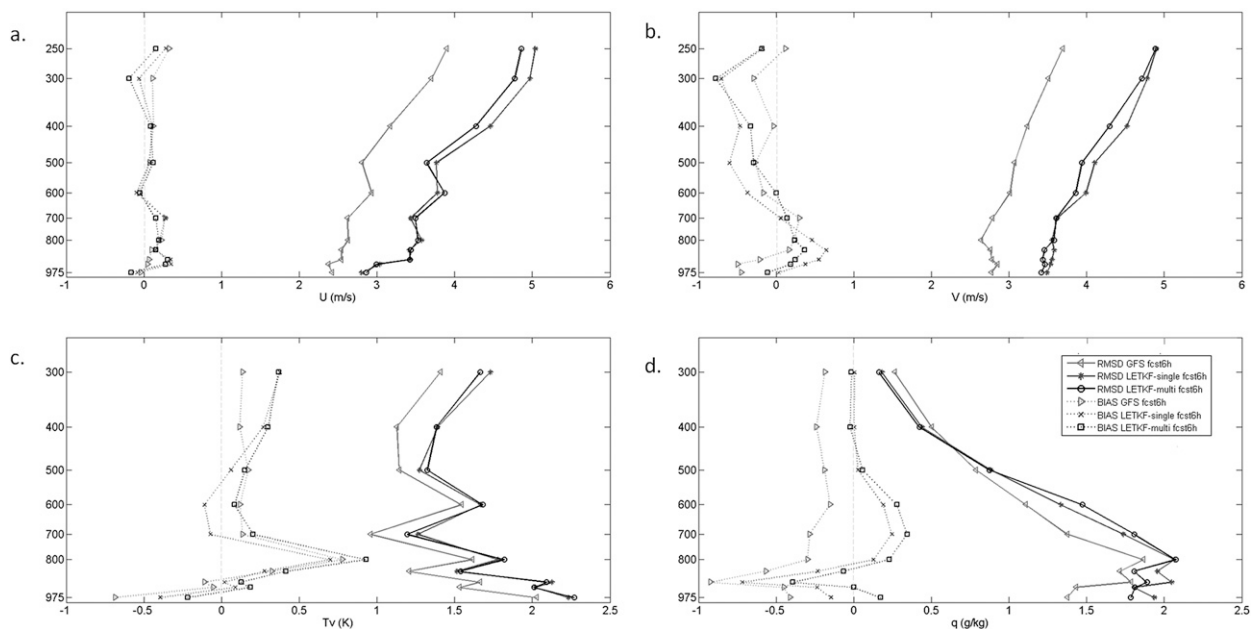 a.
250
300
400
500
600
700
800
975
-1 0 1 2 3 4 5 6
U (m/s)
b.
250
300
400
500
600
700
800
975
-1 0 1 2 3 4 5
V (m/s)
c.
300
400
500
600
700
800
975
-1 -0.5 0 0.5 1 1.5 2 2.5
Tv (K)
d.
300
400
500
600
700
800
975
-1 -0.5 0 0.5 1 1.5 2 2.5
q (g/kg)
RMSD GFS fcst6h
RMSD LETKF-single fcst6h
RMSD LETKF-multi fcst6h
BIAS GFS fcst6h
BIAS LETKF-single fcst6h
BIAS LETKF-multi fcst6h